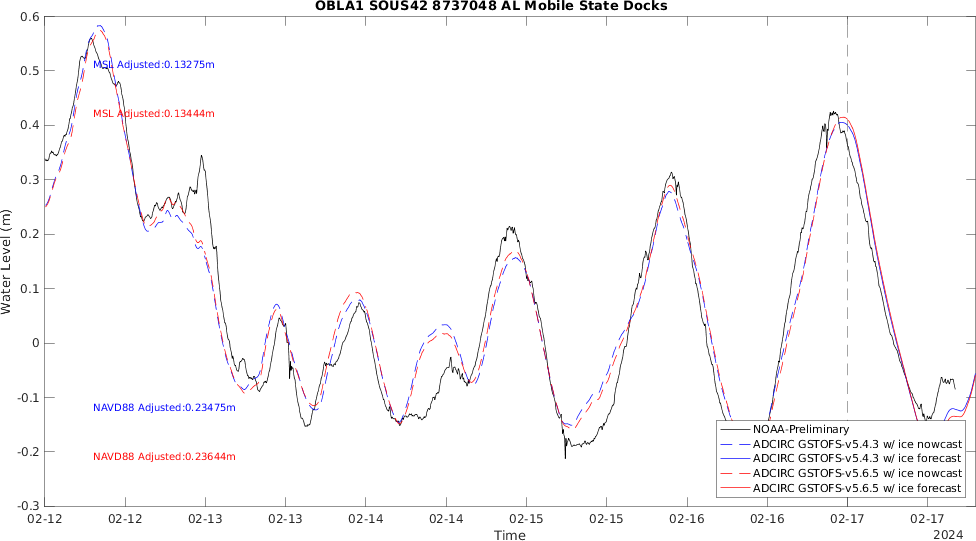 OBLA1 SOUS42 8737048 AL Mobile State Docks
0.6
0.5
0.4
0.3
0.2
0.1
0
-0.1
-0.2
-0.3
Water Level (m)
MSL Adjusted:0.13275m
MSL Adjusted:0.13444m
NAVD88 Adjusted:0.23475m
NAVD88 Adjusted:0.23644m
NOAA-Preliminary
ADCIRC GSTOFS-v5.4.3 w/ ice nowcast
ADCIRC GSTOFS-v5.4.3 w/ ice forecast
ADCIRC GSTOFS-v5.6.5 w/ ice nowcast
ADCIRC GSTOFS-v5.6.5 w/ ice forecast
02-12 02-12 02-13 02-13 02-14 02-14 02-15 02-15 02-16 02-16 02-17 02-17
Time
2024